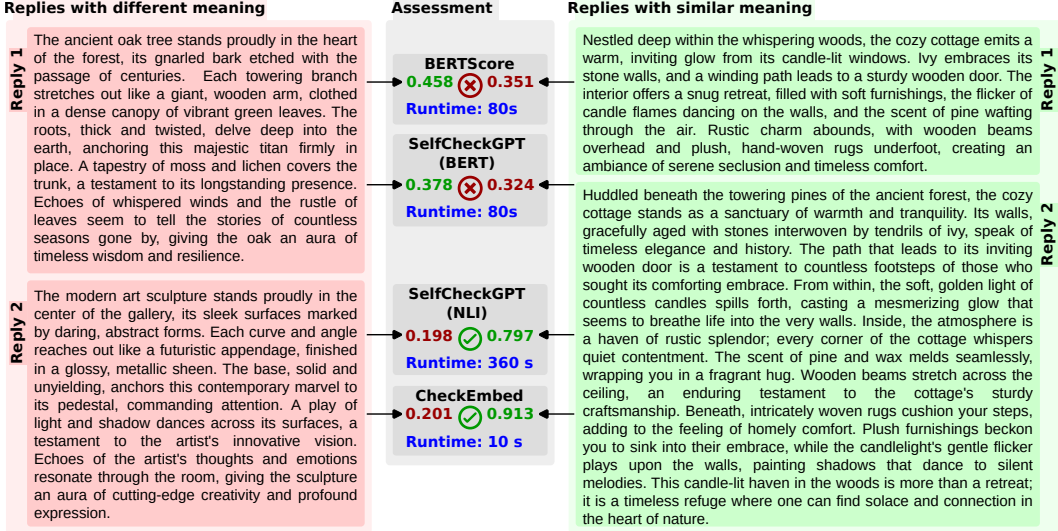 Replies with different meaning
Reply 1
The ancient oak tree stands proudly in the heart
of the forest, its gnarled bark etched with the
passage of centuries. Each towering branch
stretches out like a giant, wooden arm, clothed
in a dense canopy of vibrant green leaves. The
roots, thick and twisted, delve deep into the
earth, anchoring this majestic titan firmly in
place. A tapestry of moss and lichen covers the
trunk, a testament to its longstanding presence.
Echoes of whispered winds and the rustle of
leaves seem to tell the stories of countless
seasons gone by, giving the oak an aura of
timeless wisdom and resilience.
Reply 2
The modern art sculpture stands proudly in the
center of the gallery, its sleek surfaces marked
by daring, abstract forms. Each curve and angle
reaches out like a futuristic appendage, finished
in a glossy, metallic sheen. The base, solid and
unyielding, anchors this contemporary marvel to
its pedestal, commanding attention. A play of
light and shadow dances across its surfaces, a
testament to the artist's innovative vision.
Echoes of the artist's thoughts and emotions
resonate through the room, giving the sculpture
an aura of cutting-edge creativity and profound
expression.
Assessment
BERTScore
0.458 0.351
Runtime: 80s
SelfCheckGPT
(BERT)
0.378 0.324
Runtime: 80s
SelfCheckGPT
(NLI)
0.198 0.797
Runtime: 360 s
CheckEmbed
0.201 0.913
Runtime: 10 s
Replies with similar meaning
Reply 1
Nestled deep within the whispering woods, the cozy cottage emits a
warm, inviting glow from its candle-lit windows. Ivy embraces its
stone walls, and a winding path leads to a sturdy wooden door. The
interior offers a snug retreat, filled with soft furnishings, the flicker of
candle flames dancing on the walls, and the scent of pine wafting
through the air. Rustic charm abounds, with wooden beams
overhead and plush, hand-woven rugs underfoot, creating an
ambiance of serene seclusion and timeless comfort.
Reply 2
Huddled beneath the towering pines of the ancient forest, the cozy
cottage stands as a sanctuary of warmth and tranquility. Its walls,
gracefully aged with stones interwoven by tendrils of ivy, speak of
timeless elegance and history. The path that leads to its inviting
wooden door is a testament to countless footsteps of those who
sought its comforting embrace. From within, the soft, golden light of
countless candles spills forth, casting a mesmerizing glow that
seems to breathe life into the very walls. Inside, the atmosphere is
a haven of rustic splendor; every corner of the cottage whispers
quiet contentment. The scent of pine and wax melds seamlessly,
wrapping you in a fragrant hug. Wooden beams stretch across the
ceiling, an enduring testament to the cottage's sturdy
craftsmanship. Beneath, intricately woven rugs cushion your steps,
adding to the feeling of homely comfort. Plush furnishings beckon
you to sink into their embrace, while the candlelight's gentle flicker
plays upon the walls, painting shadows that dance to silent
melodies. This candle-lit haven in the woods is more than a retreat;
it is a timeless refuge where one can find solace and connection in
the heart of nature.